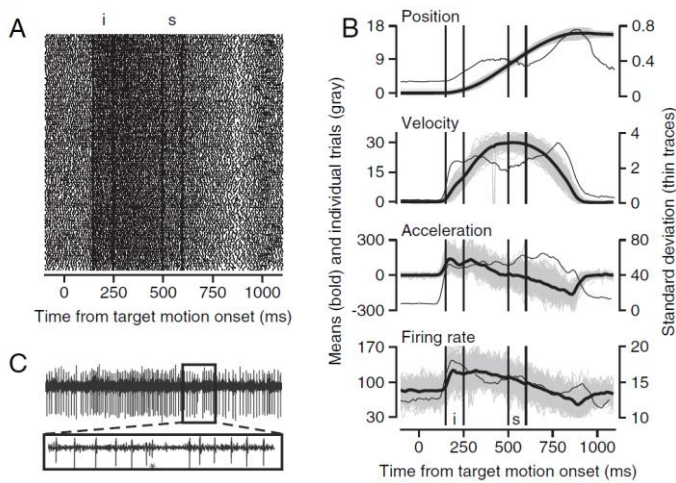 A
i s
0 250 500 750 1000
Time from target motion onset (ms)
B
Means (bold) and individual trials (gray)
Standard deviation (thin traces)
Position
18
9
0
0.8
0.4
0
Velocity
30
15
0
4
2
0
Acceleration
300
0
-300
80
40
0
Firing rate
170
100
30
20
15
10
i s
0 250 500 750 1000
Time from target motion onset (ms)
C
*